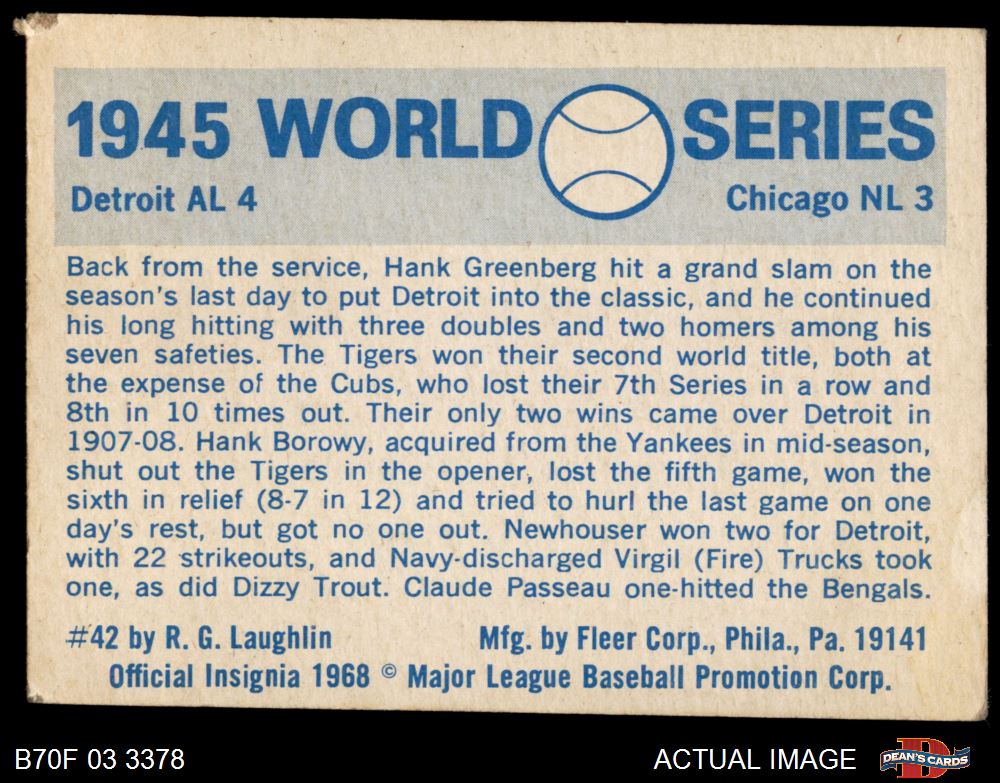 1945 WORLD SERIES
Detroit AL 4 Chicago NL 3
Back from the service, Hank Greenberg hit a grand slam on the
season's last day to put Detroit into the classic, and he continued
his long hitting with three doubles and two homers among his
seven safeties. The Tigers won their second world title, both at
the expense of the Cubs, who lost their 7th Series in a row and
8th in 10 times out. Their only two wins came over Detroit in
1907-08. Hank Borowy, acquired from the Yankees in mid-season,
shut out the Tigers in the opener, lost the fifth game, won the
sixth in relief (8-7 in 12) and tried to hurl the last game on one
day's rest, but got no one out. Newhouser won two for Detroit,
with 22 strikeouts, and Navy-discharged Virgil (Fire) Trucks took
one, as did Dizzy Trout. Claude Passeau one-hitted the Bengals.
#42 by R. G. Laughlin Mfg. by Fleer Corp., Phila., Pa. 19141
Official Insignia 1968 © Major League Baseball Promotion Corp.
B70F 03 3378 ACTUAL IMAGE D DEAN'S CARDS